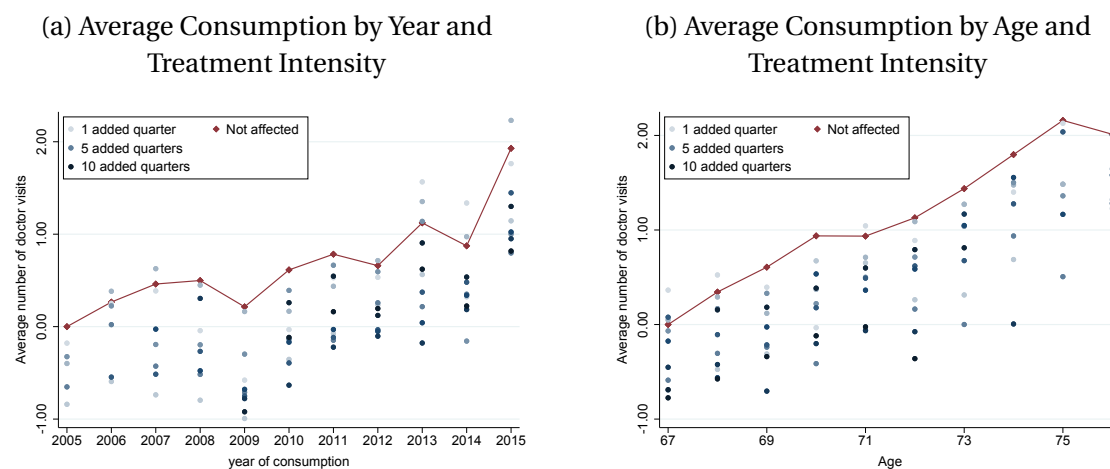 (a) Average Consumption by Year and
Treatment Intensity
1 added quarter
Not affected
5 added quarters
10 added quarters
Average number of doctor visits
2.00
1.00
0.00
-1.00
2005 2006 2007 2008 2009 2010 2011 2012 2013 2014 2015
year of consumption
(b) Average Consumption by Age and
Treatment Intensity
1 added quarter
Not affected
5 added quarters
10 added quarters
Average number of doctor visits
2.00
1.00
0.00
-1.00
67 69 71 73 75
Age